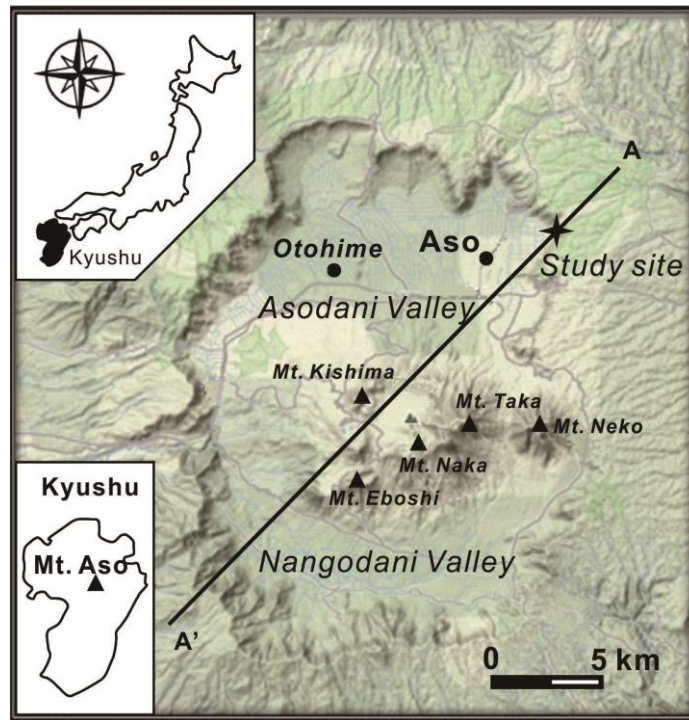 Kyushu
A
Aso
Otohime
Study site
Asodani Valley
Mt. Kishima
Mt. Taka
Mt. Neko
Mt. Naka
Mt. Eboshi
Kyushu
Mt. Aso
Nangodani Valley
A'
0 5 km